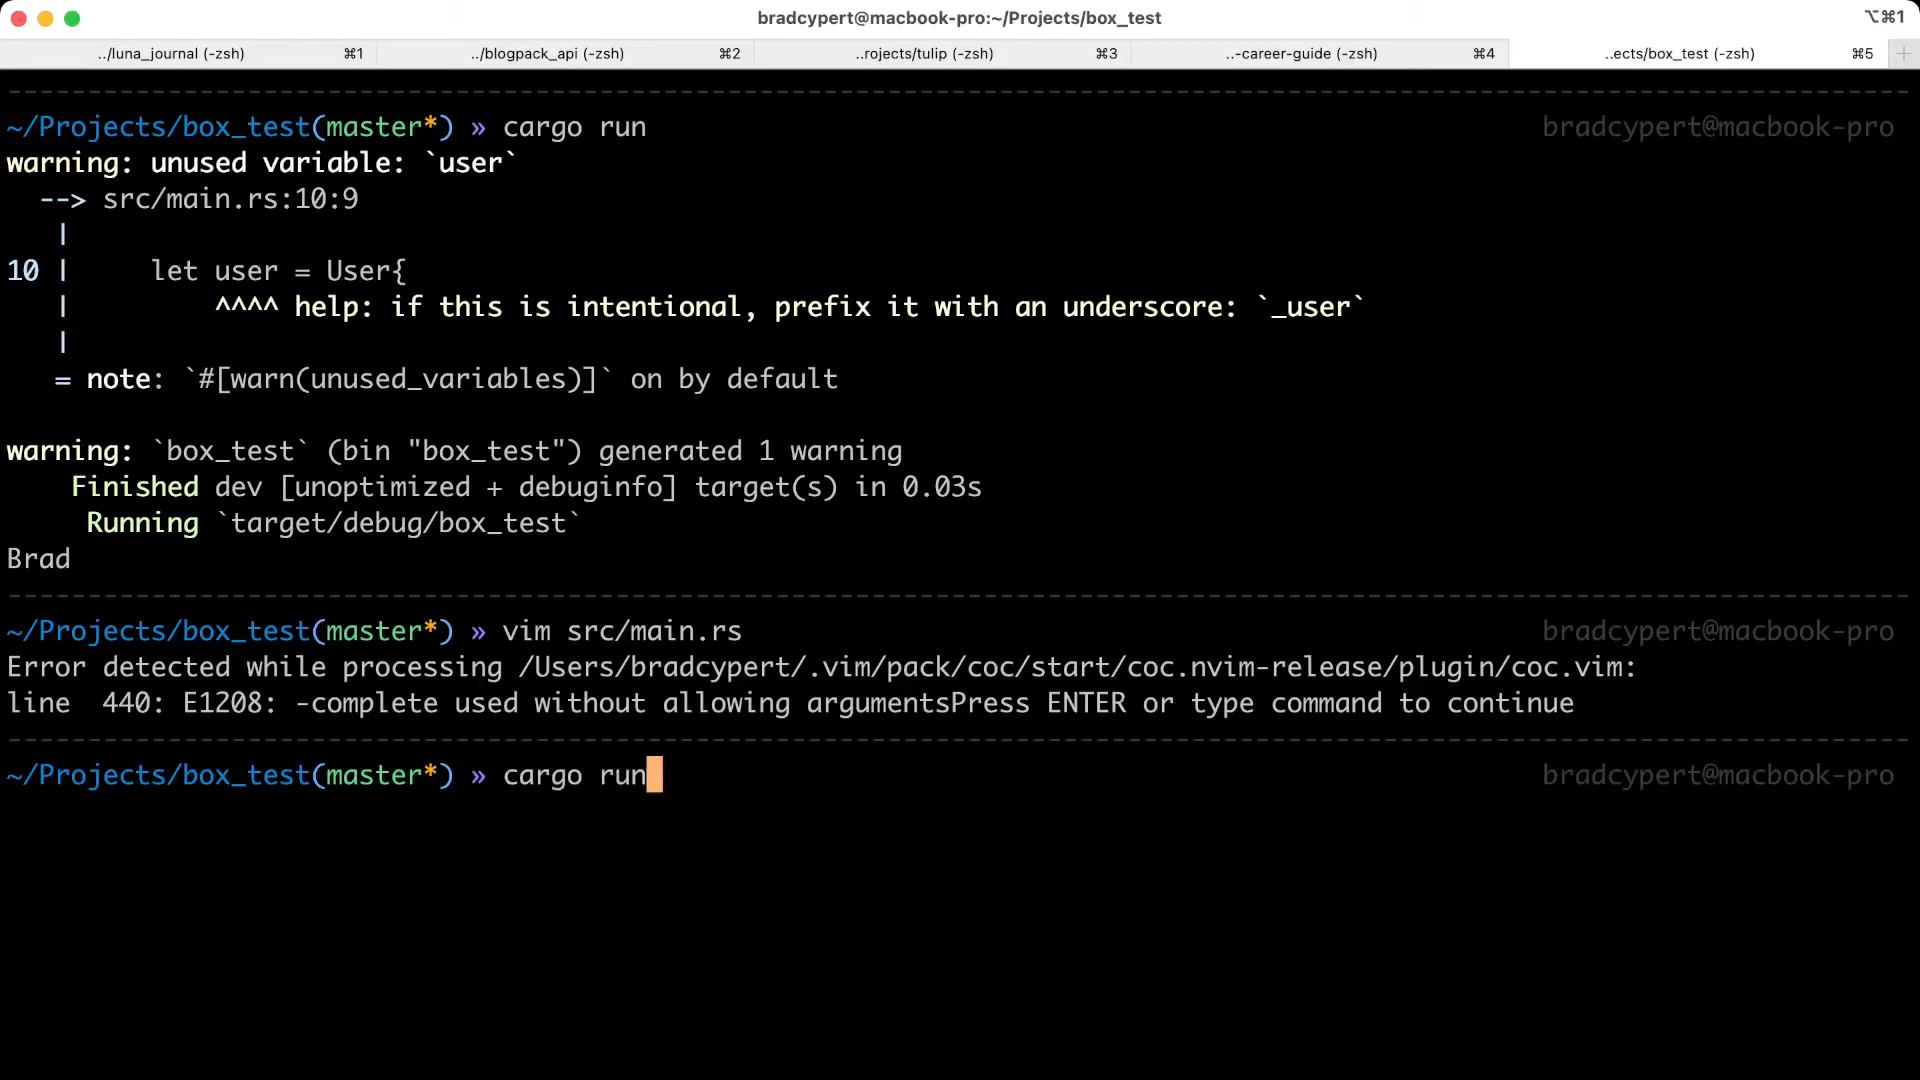 bradcypert@macbook-pro:~/Projects/box_test
⌥⌘1
../luna_journal (-zsh) ⌘1 ../blogpack_api (-zsh) ⌘2 ..rojects/tulip (-zsh) ⌘3 ..-career-guide (-zsh) ⌘4 ..ects/box_test (-zsh) ⌘5 +
~/Projects/box_test(master*) » cargo run bradcypert@macbook-pro
warning: unused variable: `user`
  --> src/main.rs:10:9
   |
10 |     let user = User{
   |         ^^^^ help: if this is intentional, prefix it with an underscore: `_user`
   |
   = note: `#[warn(unused_variables)]` on by default
warning: `box_test` (bin "box_test") generated 1 warning
    Finished dev [unoptimized + debuginfo] target(s) in 0.03s
     Running `target/debug/box_test`
Brad
~/Projects/box_test(master*) » vim src/main.rs bradcypert@macbook-pro
Error detected while processing /Users/bradcypert/.vim/pack/coc/start/coc.nvim-release/plugin/coc.vim:
line  440: E1208: -complete used without allowing argumentsPress ENTER or type command to continue
~/Projects/box_test(master*) » cargo run bradcypert@macbook-pro